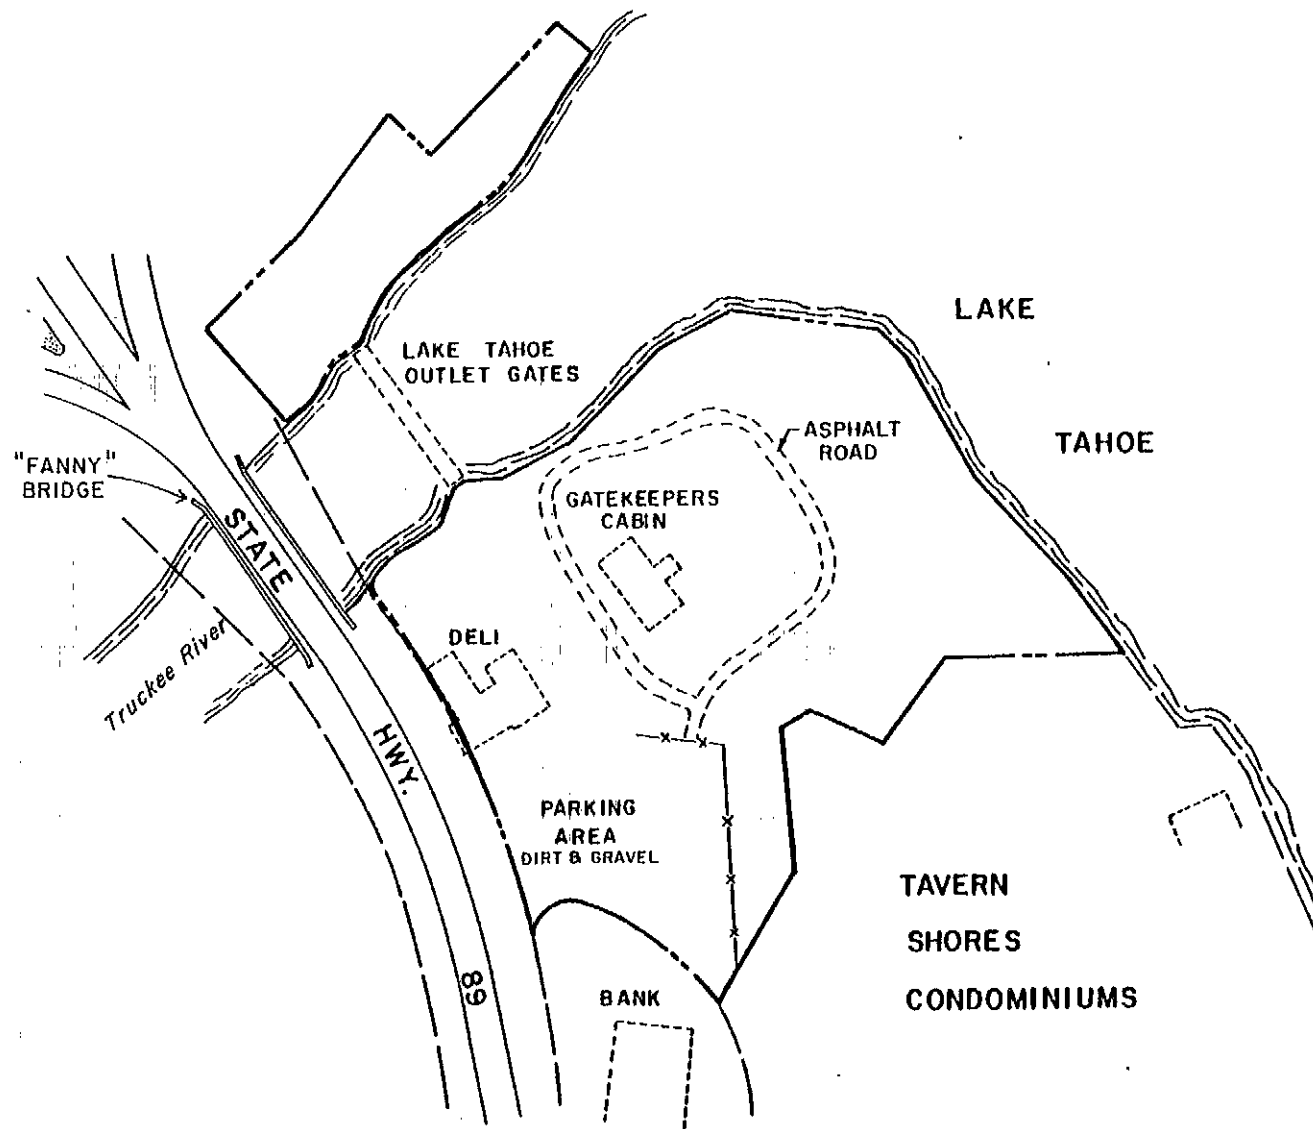 LAKE
TAHOE
LAKE TAHOE
OUTLET GATES
ASPHALT
ROAD
"FANNY"
BRIDGE
GATEKEEPERS
CABIN
STATE
HWY.
89
Truckee River
DELI
PARKING
AREA
DIRT & GRAVEL
TAVERN
SHORES
CONDOMINIUMS
BANK